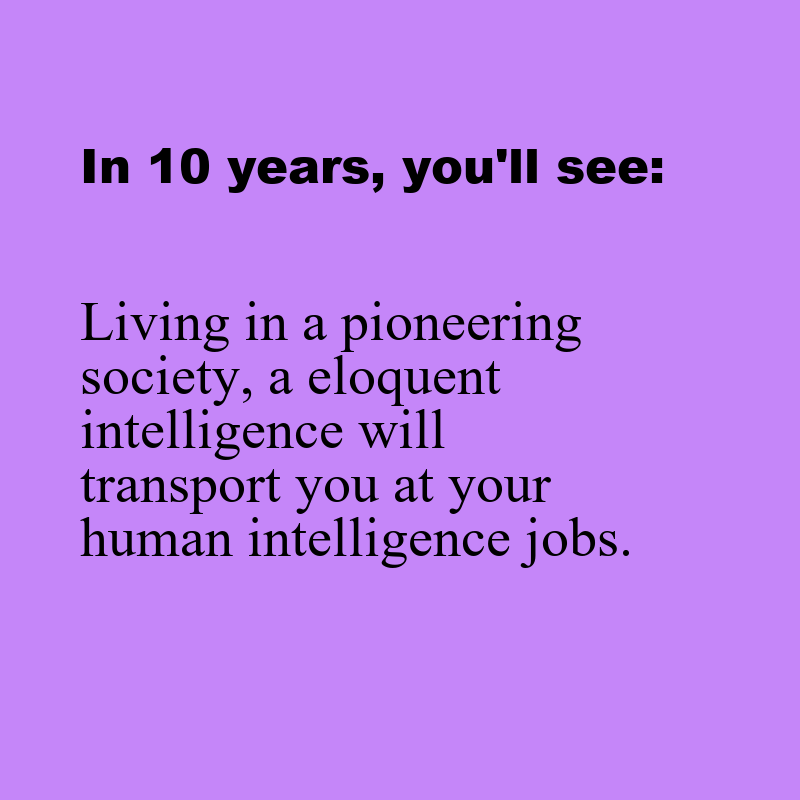 In 10 years, you'll see:
Living in a pioneering
society, a eloquent
intelligence will
transport you at your
human intelligence jobs.